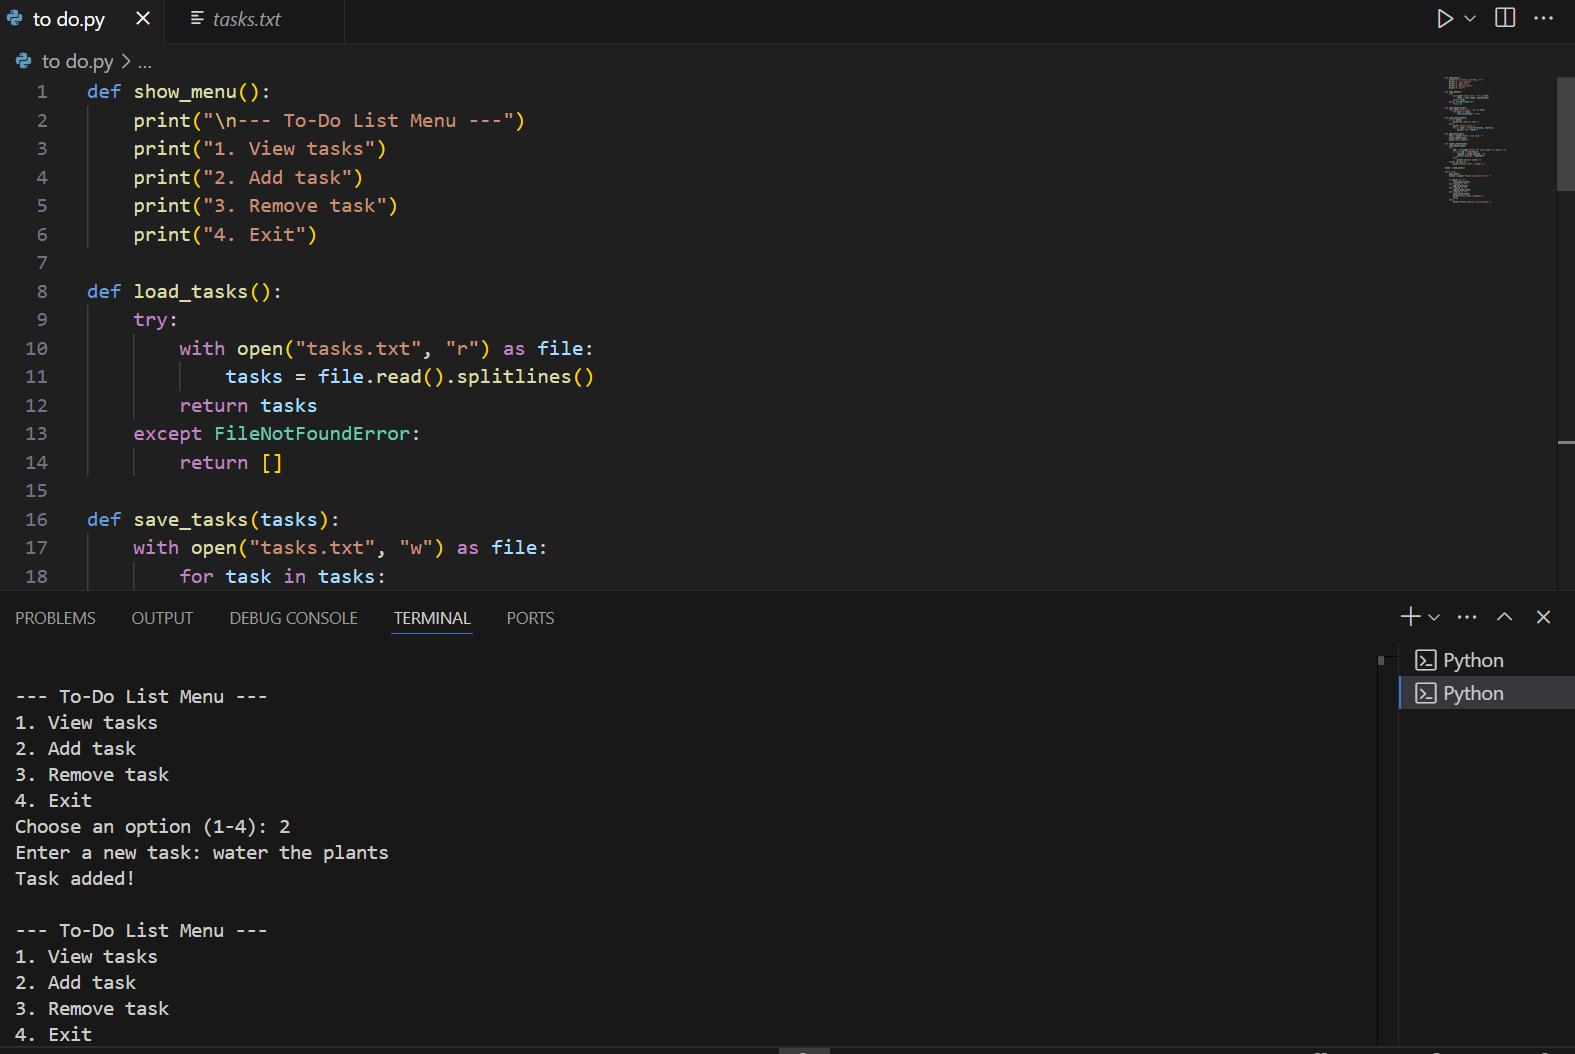 to do.py
tasks.txt
to do.py > ...
1 def show_menu():
2 print("\n--- To-Do List Menu ---")
3 print("1. View tasks")
4 print("2. Add task")
5 print("3. Remove task")
6 print("4. Exit")
7
8 def load_tasks():
9 try:
10 with open("tasks.txt", "r") as file:
11 tasks = file.read().splitlines()
12 return tasks
13 except FileNotFoundError:
14 return []
15
16 def save_tasks(tasks):
17 with open("tasks.txt", "w") as file:
18 for task in tasks:
PROBLEMS OUTPUT DEBUG CONSOLE TERMINAL PORTS
--- To-Do List Menu ---
1. View tasks
2. Add task
3. Remove task
4. Exit
Choose an option (1-4): 2
Enter a new task: water the plants
Task added!
--- To-Do List Menu ---
1. View tasks
2. Add task
3. Remove task
4. Exit
Python
Python